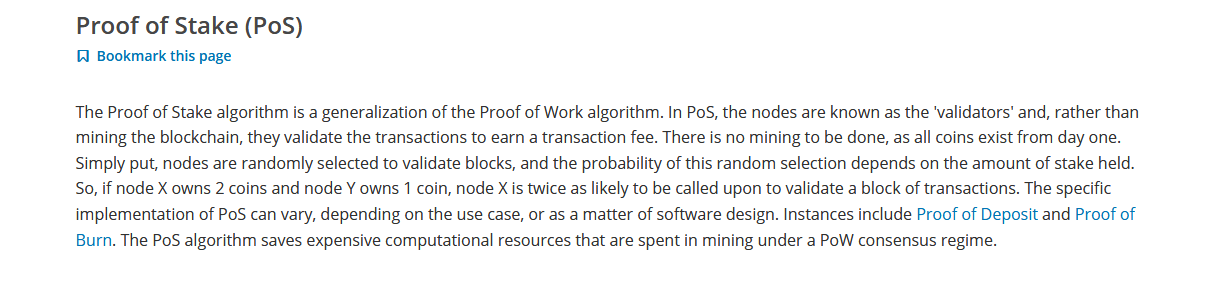 Proof of Stake (PoS)
Bookmark this page
The Proof of Stake algorithm is a generalization of the Proof of Work algorithm. In PoS, the nodes are known as the 'validators' and, rather than
mining the blockchain, they validate the transactions to earn a transaction fee. There is no mining to be done, as all coins exist from day one.
Simply put, nodes are randomly selected to validate blocks, and the probability of this random selection depends on the amount of stake held.
So, if node X owns 2 coins and node Y owns 1 coin, node X is twice as likely to be called upon to validate a block of transactions. The specific
implementation of PoS can vary, depending on the use case, or as a matter of software design. Instances include Proof of Deposit and Proof of
Burn. The PoS algorithm saves expensive computational resources that are spent in mining under a PoW consensus regime.